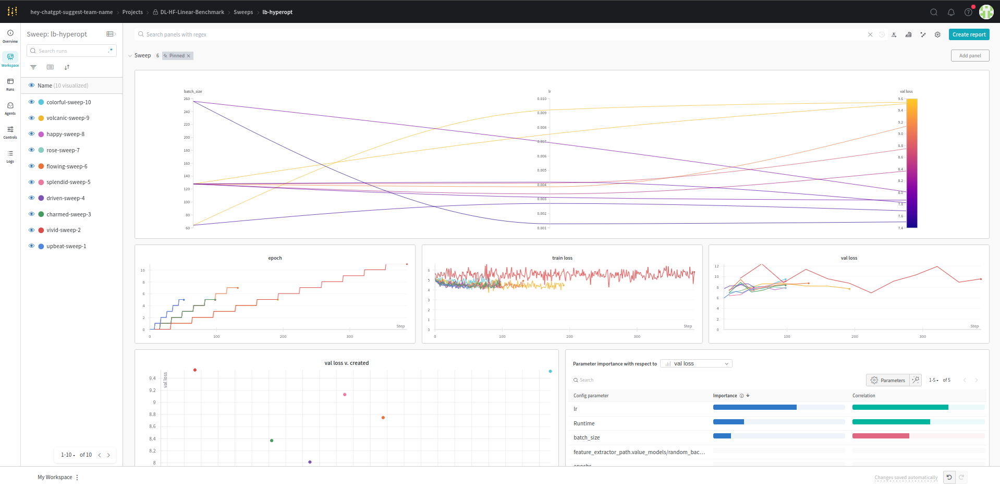 hey-chatgpt-suggest-team-name > Projects > DL-HF-Linear-Benchmark > Sweeps > lb-hyperopt
Overview
Workspace
Runs
Agents
Controls
Logs
Sweep: lb-hyperopt
Search runs
.*
Name (10 visualized)
colorful-sweep-10
volcanic-sweep-9
happy-sweep-8
rose-sweep-7
flowing-sweep-6
splendid-sweep-5
driven-sweep-4
charmed-sweep-3
vivid-sweep-2
upbeat-sweep-1
1-10 of 10
Search panels with regex
Create report
Sweep 6 Pinned
Add panel
batch_size
260
240
220
200
180
160
140
120
100
80
60
lr
0.010
0.009
0.008
0.007
0.006
0.005
0.004
0.003
0.002
0.001
val loss
9.6
9.4
9.2
9.0
8.8
8.6
8.4
8.2
8.0
7.8
7.6
7.4
epoch
10
8
6
4
2
0
Step
0 100 200 300
train loss
6
5
4
3
2
1
0
Step
0 100 200 300
val loss
12
10
8
6
4
2
0
Step
100 200 300
val loss v. created
val loss
9.4
9.2
9
8.8
8.6
8.4
8.2
8
Parameter importance with respect to val loss
Search
Parameters
1-5 of 5
Config parameter Importance Correlation
lr
Runtime
batch_size
feature_extractor_path.value_models/random_bac...
epochs
My Workspace
Changes saved automatically